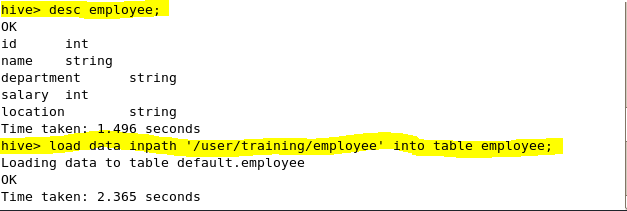 hive> desc employee;
OK
id int
name string
department string
salary int
location string
Time taken: 1.496 seconds
hive> load data inpath '/user/training/employee' into table employee;
Loading data to table default.employee
OK
Time taken: 2.365 seconds